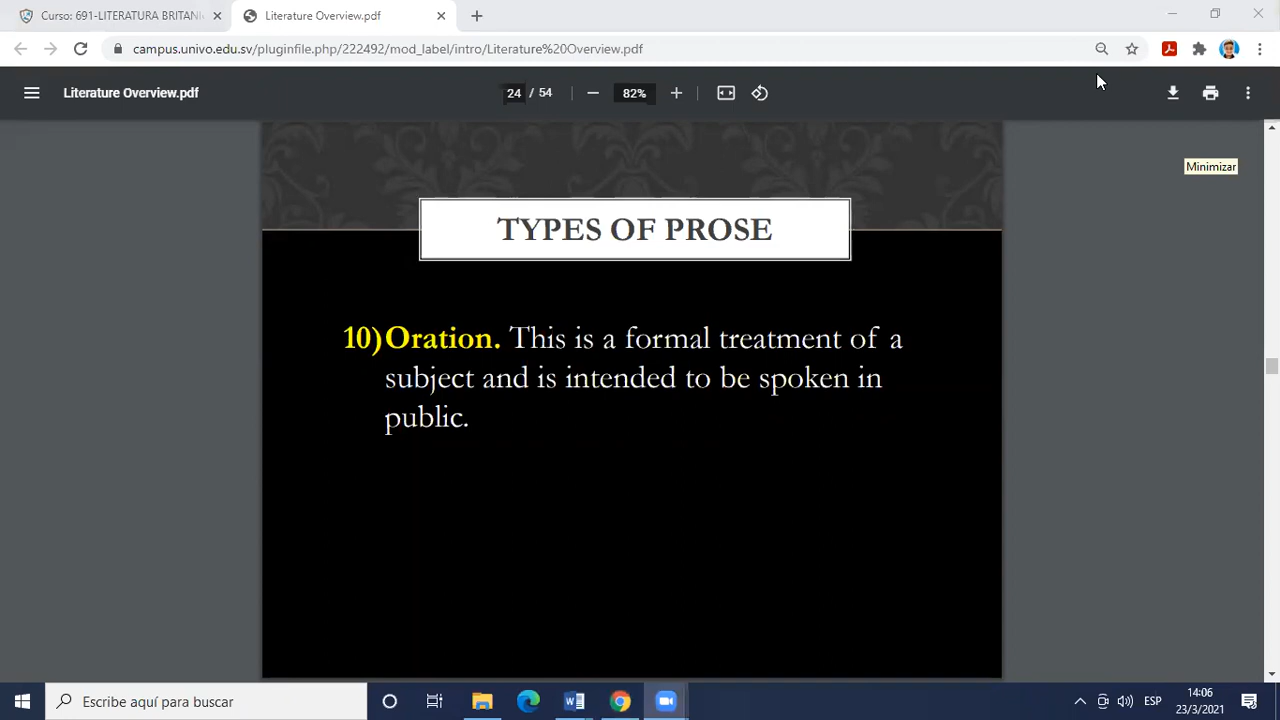 Curso: 691-LITERATURA BRITANI
Literature Overview.pdf
campus.univo.edu.sv/pluginfile.php/222492/mod_label/intro/Literature%20Overview.pdf
Literature Overview.pdf
24 / 54
82%
Minimizar
TYPES OF PROSE
10) Oration. This is a formal treatment of a
subject and is intended to be spoken in
public.
Escribe aquí para buscar
ESP
14:06
23/3/2021